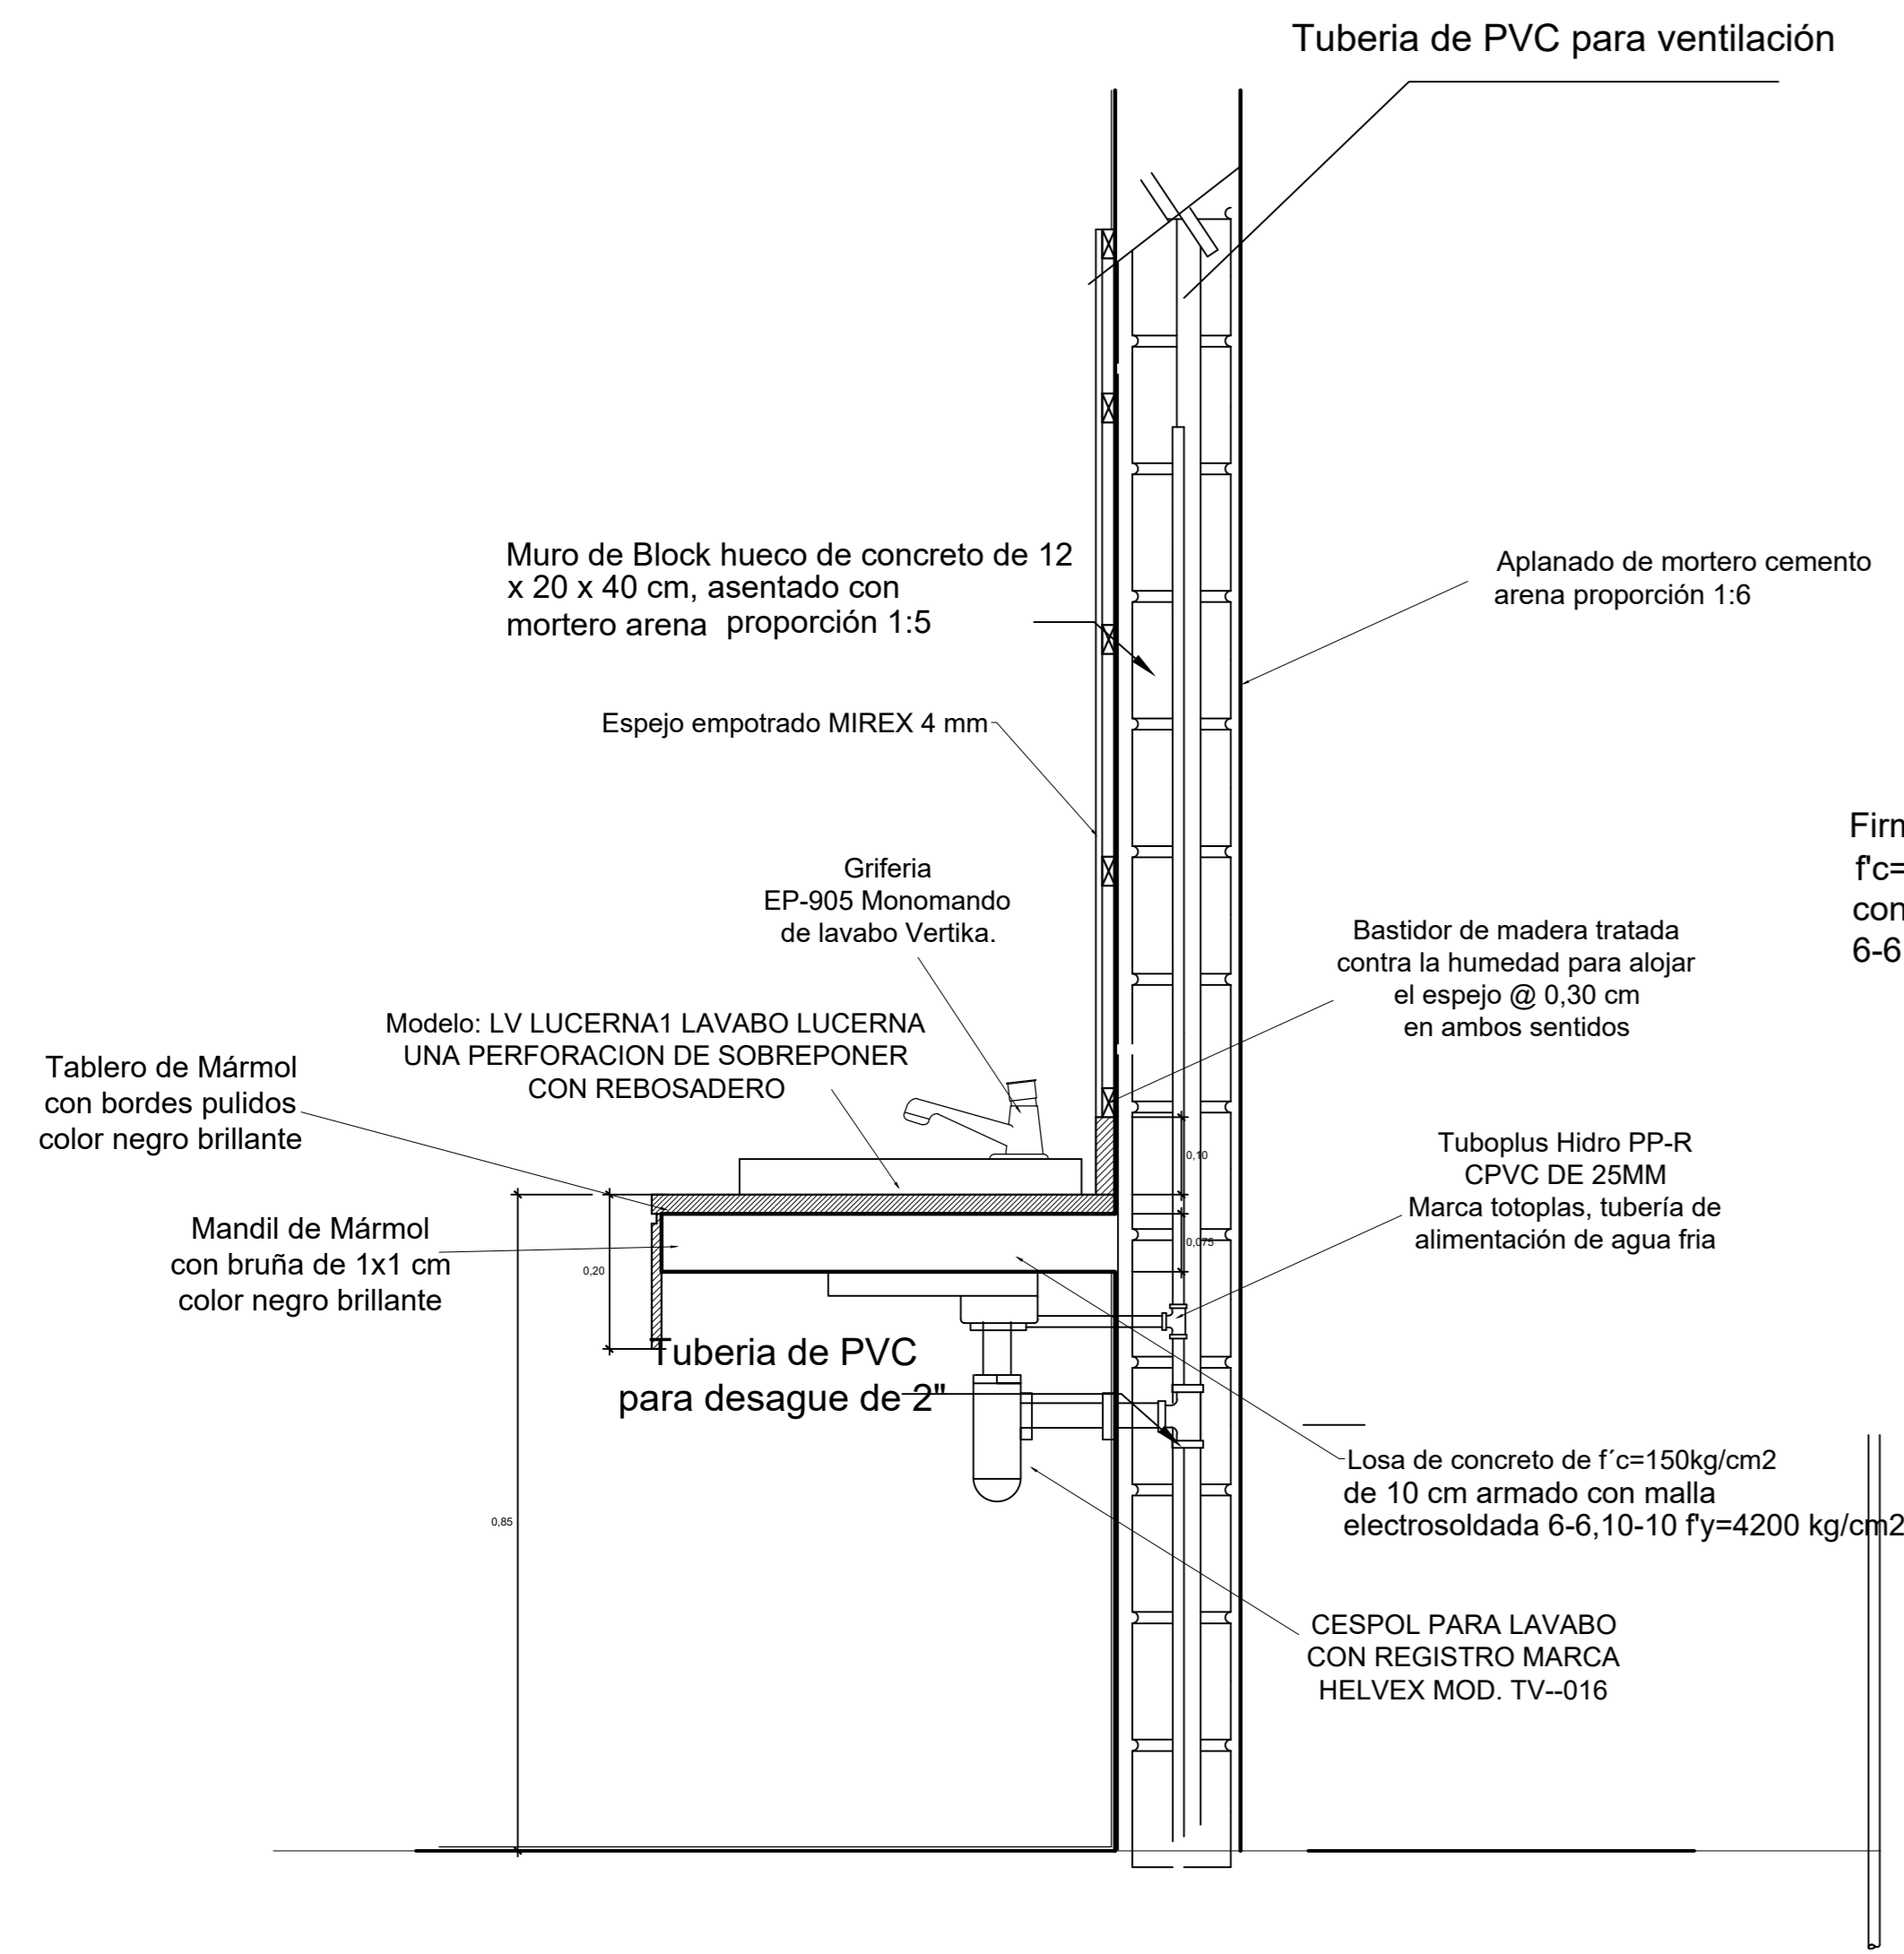 Tuberia de PVC para ventilación
Muro de Block hueco de concreto de 12
x 20 x 40 cm, asentado con
mortero arena proporción 1:5
Aplanado de mortero cemento
arena proporción 1:6
Espejo empotrado MIREX 4 mm
Firm
f'c=
con
6-6
Griferia
EP-905 Monomando
de lavabo Vertika.
Bastidor de madera tratada
contra la humedad para alojar
el espejo @ 0,30 cm
en ambos sentidos
Modelo: LV LUCERNA1 LAVABO LUCERNA
UNA PERFORACION DE SOBREPONER
CON REBOSADERO
Tablero de Mármol
con bordes pulidos
color negro brillante
Tuboplus Hidro PP-R
CPVC DE 25MM
Marca totoplas, tubería de
alimentación de agua fria
0,10
Mandil de Mármol
con bruña de 1x1 cm
color negro brillante
0,20
0,075
Tuberia de PVC
para desague de 2"
Losa de concreto de f´c=150kg/cm2
de 10 cm armado con malla
electrosoldada 6-6,10-10 f'y=4200 kg/cm2
0,85
CESPOL PARA LAVABO
CON REGISTRO MARCA
HELVEX MOD. TV--016